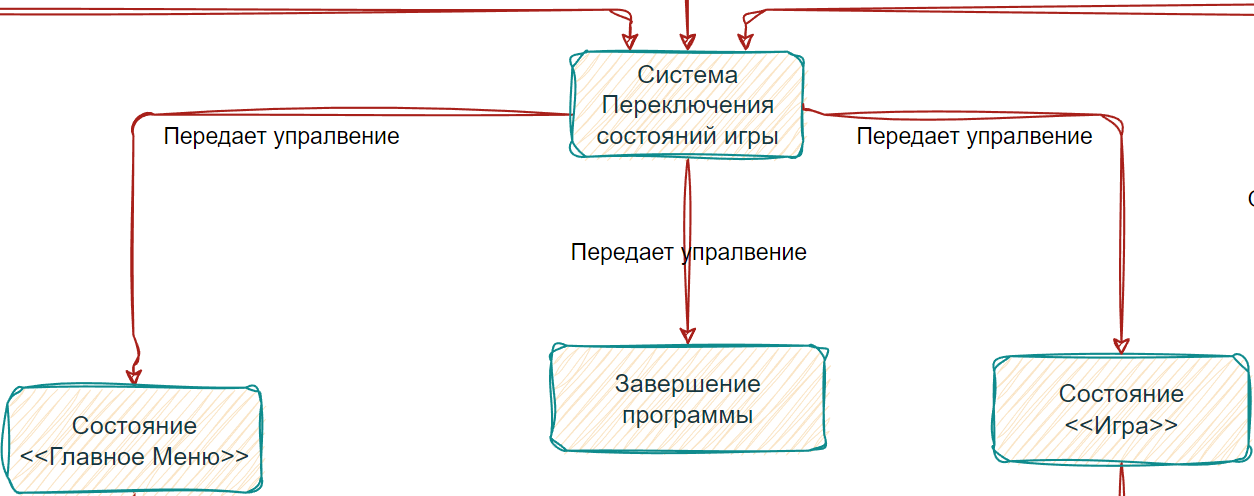 Система
Переключения
состояний игры
Передает упралвение
Передает упралвение
Передает упралвение
Завершение
программы
Состояние
<<Игра>>
Состояние
<<Главное Меню>>